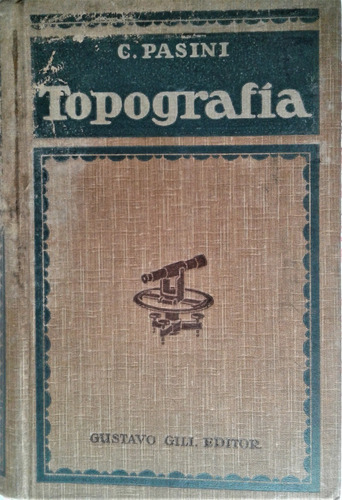 C. PASINI
Topografía
GUSTAVO GILI, EDITOR